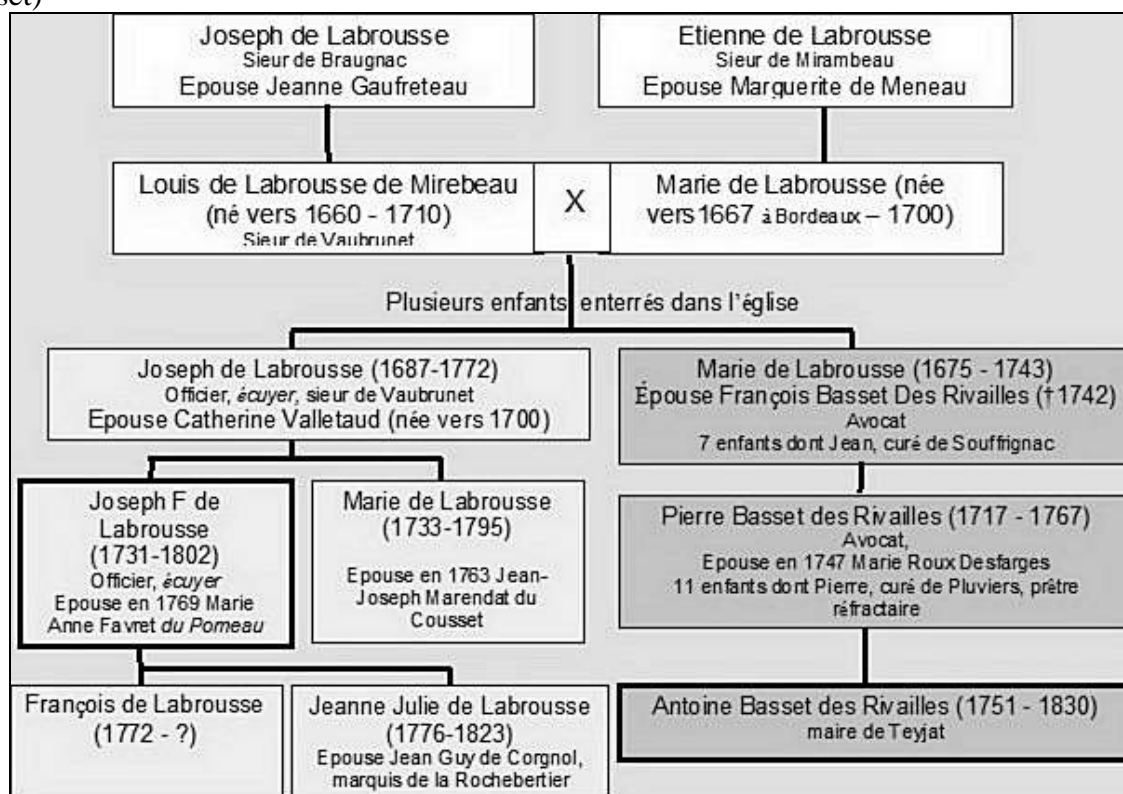 set)
Joseph de Labrousse
Sieur de Braugnac
Epouse Jeanne Gaufreteau
Etienne de Labrousse
Sieur de Mirambeau
Epouse Marguerite de Meneau
Louis de Labrousse de Mirebeau
(né vers 1660 - 1710)
Sieur de Vaubrunet
X
Marie de Labrousse (née
vers1667 à Bordeaux – 1700)
Plusieurs enfants enterrés dans l'église
Joseph de Labrousse (1687-1772)
Officier, écuyer, sieur de Vaubrunet
Epouse Catherine Valletaud (née vers 1700)
Marie de Labrousse (1675 - 1743)
Épouse François Basset Des Rivailles († 1742)
Avocat
7 enfants dont Jean, curé de Souffrignac
Joseph F de
Labrousse
(1731-1802)
Officier, écuyer
Epouse en 1769 Marie
Anne Favret du Pomeau
Marie de Labrousse
(1733-1795)
Epouse en 1763 Jean-
Joseph Marendat du
Cousset
Pierre Basset des Rivailles (1717 - 1767)
Avocat,
Epouse en 1747 Marie Roux Desfarges
11 enfants dont Pierre, curé de Pluviers, prêtre
réfractaire
François de Labrousse
(1772 - ?)
Jeanne Julie de Labrousse
(1776-1823)
Epouse Jean Guy de Corgnol,
marquis de la Rochebertier
Antoine Basset des Rivailles (1751 - 1830)
maire de Teyjat